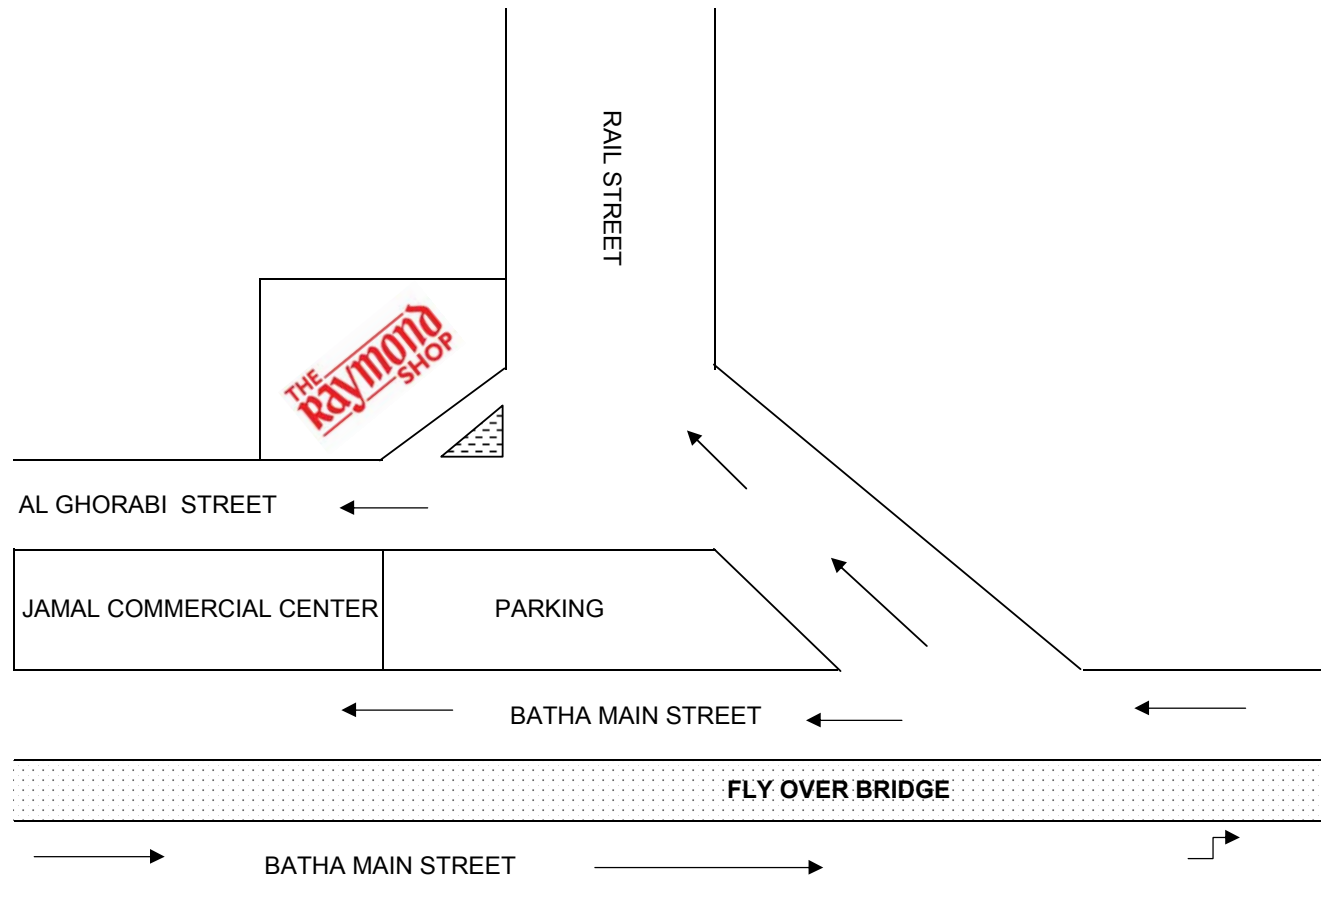 RAIL STREET
THE
Raymond
SHOP
AL GHORABI STREET
JAMAL COMMERCIAL CENTER
PARKING
BATHA MAIN STREET
FLY OVER BRIDGE
BATHA MAIN STREET